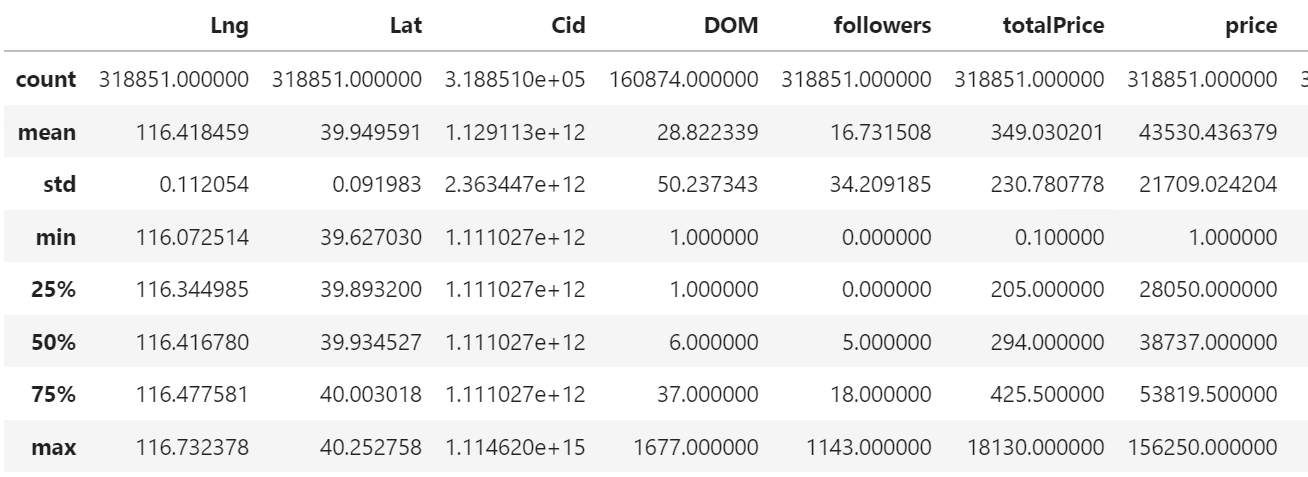 Lng Lat Cid DOM followers totalPrice price
count 318851.000000 318851.000000 3.188510e+05 160874.000000 318851.000000 318851.000000 318851.000000 3
mean 116.418459 39.949591 1.129113e+12 28.822339 16.731508 349.030201 43530.436379
std 0.112054 0.091983 2.363447e+12 50.237343 34.209185 230.780778 21709.024204
min 116.072514 39.627030 1.111027e+12 1.000000 0.000000 0.100000 1.000000
25% 116.344985 39.893200 1.111027e+12 1.000000 0.000000 205.000000 28050.000000
50% 116.416780 39.934527 1.111027e+12 6.000000 5.000000 294.000000 38737.000000
75% 116.477581 40.003018 1.111027e+12 37.000000 18.000000 425.500000 53819.500000
max 116.732378 40.252758 1.114620e+15 1677.000000 1143.000000 18130.000000 156250.000000